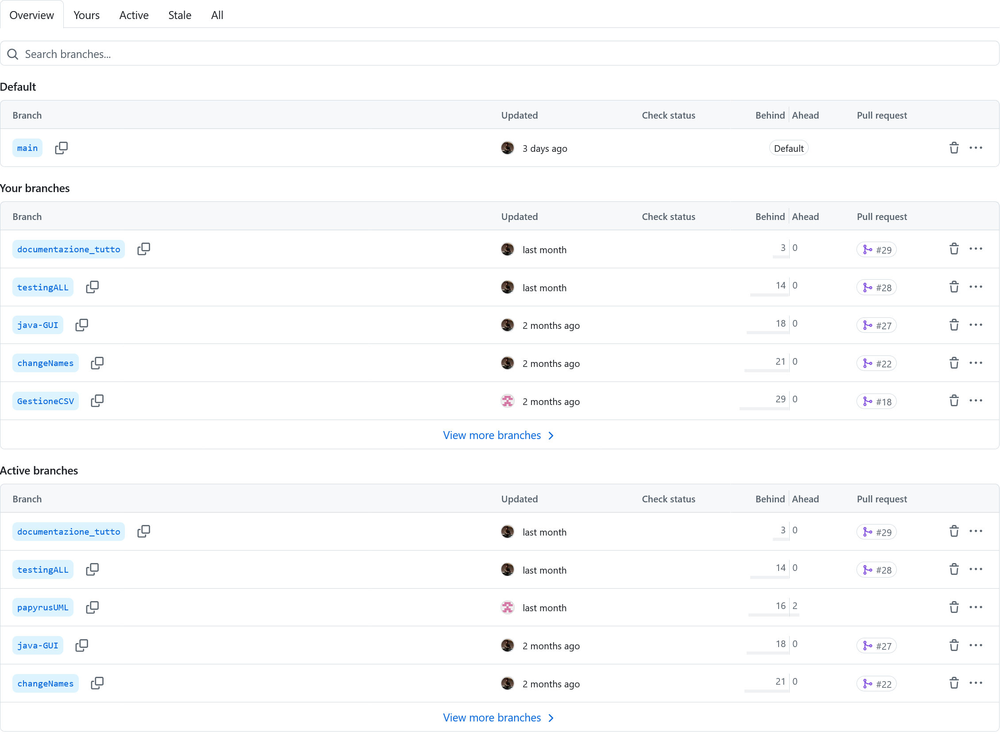 Overview Yours Active Stale All
Search branches...
Default
Branch Updated Check status Behind Ahead Pull request
main 3 days ago Default
Your branches
Branch Updated Check status Behind Ahead Pull request
documentazione_tutto last month 3 0 #29
testingALL last month 14 0 #28
java-GUI 2 months ago 18 0 #27
changeNames 2 months ago 21 0 #22
GestioneCSV 2 months ago 29 0 #18
View more branches
Active branches
Branch Updated Check status Behind Ahead Pull request
documentazione_tutto last month 3 0 #29
testingALL last month 14 0 #28
papyrusUML last month 16 2
java-GUI 2 months ago 18 0 #27
changeNames 2 months ago 21 0 #22
View more branches